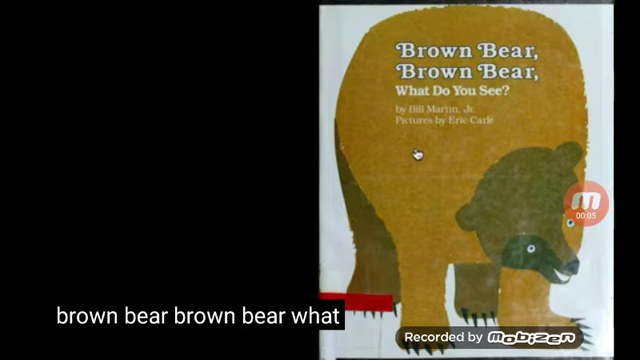 Brown Bear,
Brown Bear,
What Do You See?
by Bill Martin, Jr.
Pictures by Eric Carle
00:05
brown bear brown bear what
Recorded by mobizen